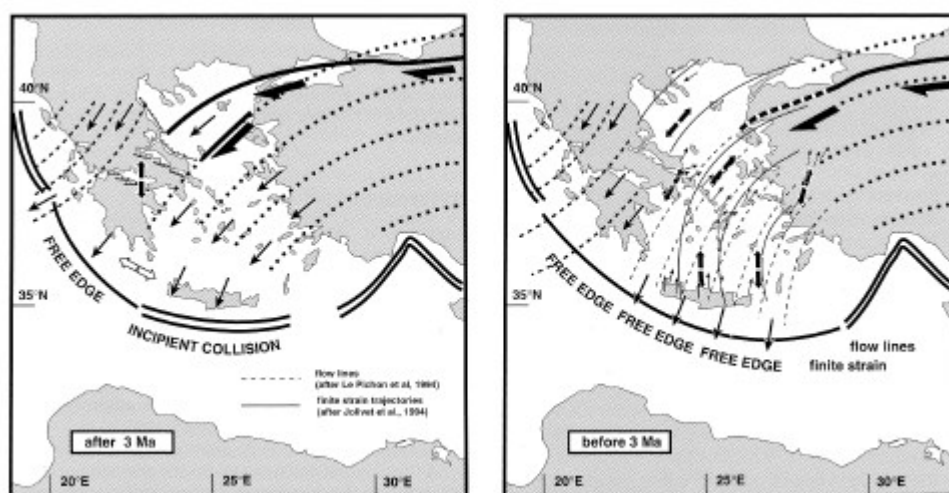 40°N
FREE EDGE
35°N
INCIPIENT COLLISION
flow lines
(after Le Pichon et al, 1994)
finite strain trajectories
(after Jolivet et al., 1994)
after 3 Ma
20°E
25°E
30°E
40°N
FREE EDGE
FREE EDGE
FREE EDGE
35°N
flow lines
finite strain
before 3 Ma
20°E
25°E
30°E